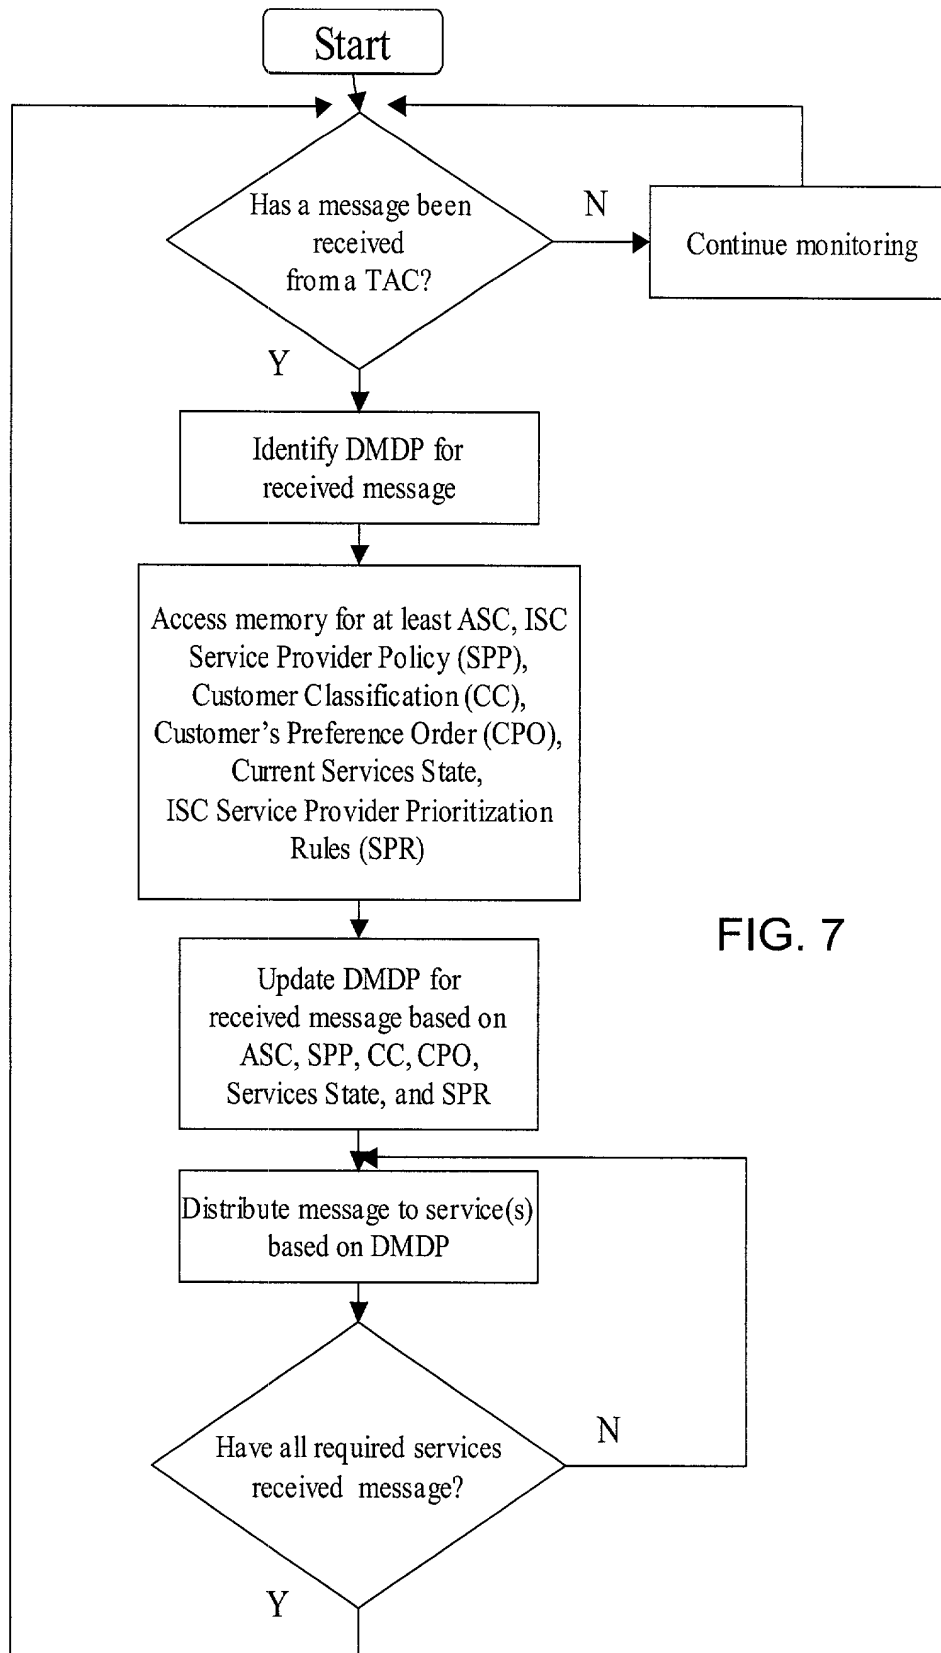 Start
Has a message been
received
from a TAC?
N
Continue monitoring
Y
Identify DMDP for
received message
Access memory for at least ASC, ISC
Service Provider Policy (SPP),
Customer Classification (CC),
Customer's Preference Order (CPO),
Current Services State,
ISC Service Provider Prioritization
Rules (SPR)
FIG. 7
Update DMDP for
received message based on
ASC, SPP, CC, CPO,
Services State, and SPR
Distribute message to service(s)
based on DMDP
Have all required services
received message?
N
Y